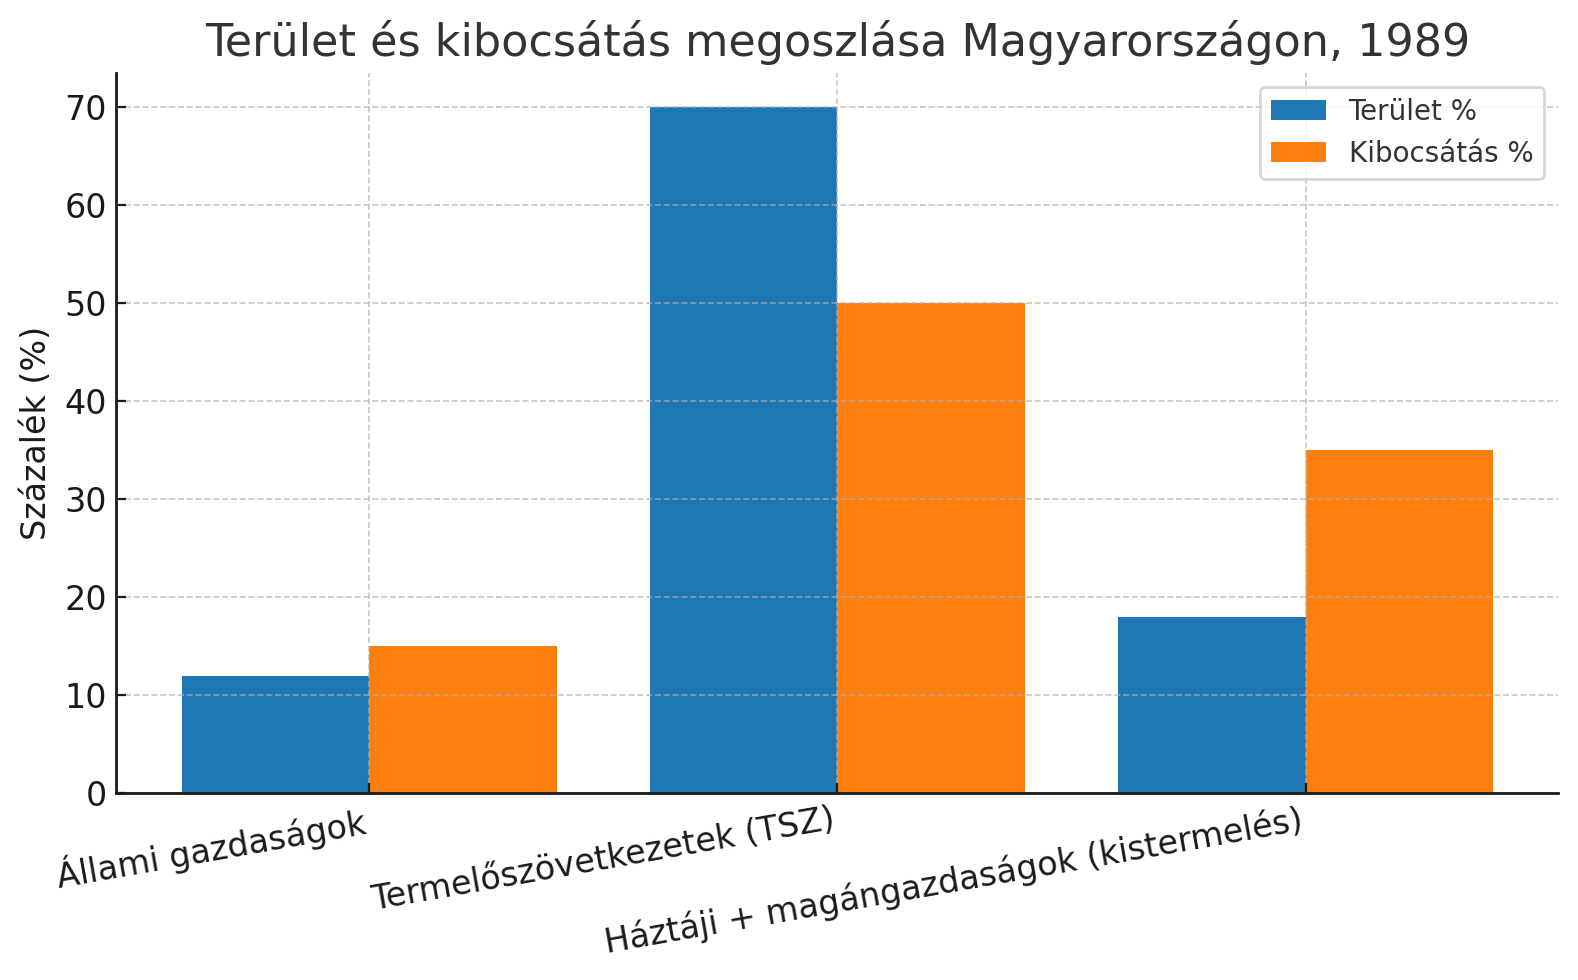 Terület és kibocsátás megoszlása Magyarországon, 1989
Terület %
Kibocsátás %
Százalék (%)
70
60
50
40
30
20
10
0
Állami gazdaságok
Termelőszövetkezetek (TSZ)
Háztáji + magángazdaságok (kistermelés)